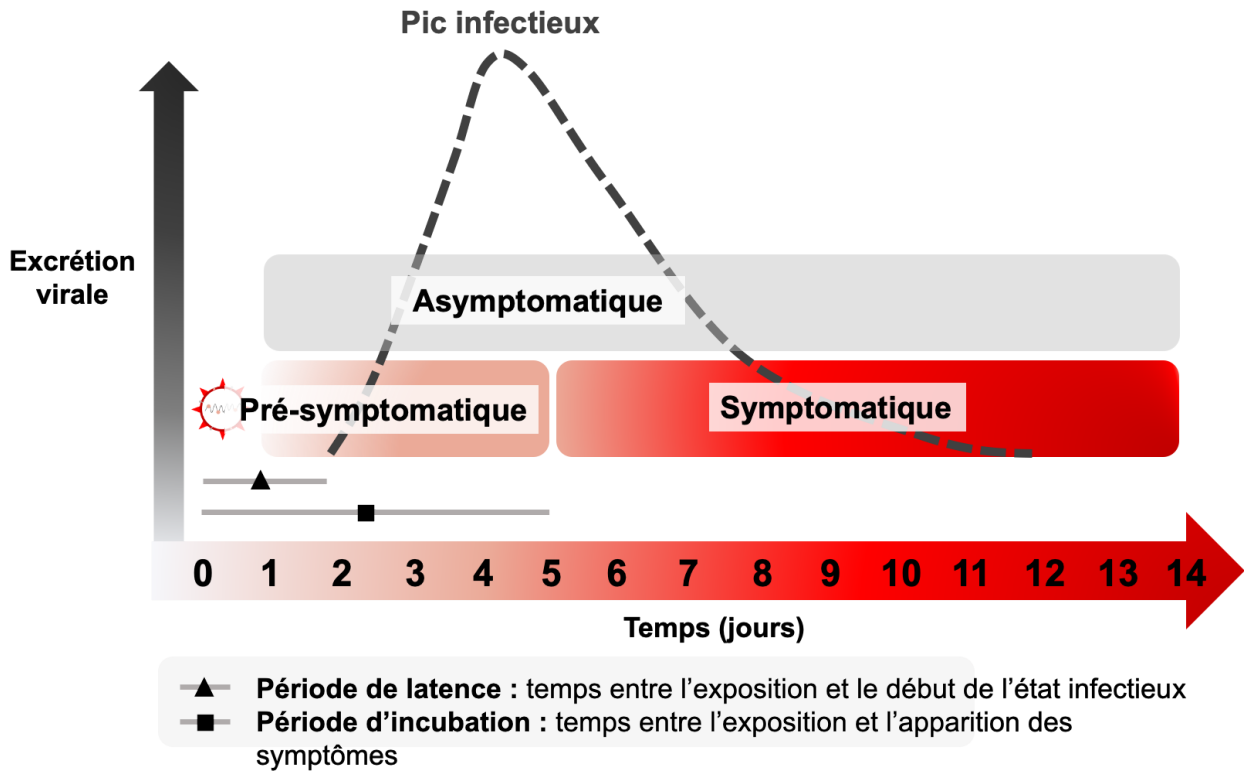 Pic infectieux
Excrétion
virale
Asymptomatique
Pré-symptomatique
Symptomatique
0 1 2 3 4 5 6 7 8 9 10 11 12 13 14
Temps (jours)
Période de latence : temps entre l’exposition et le début de l’état infectieux
Période d’incubation : temps entre l’exposition et l’apparition des
symptômes